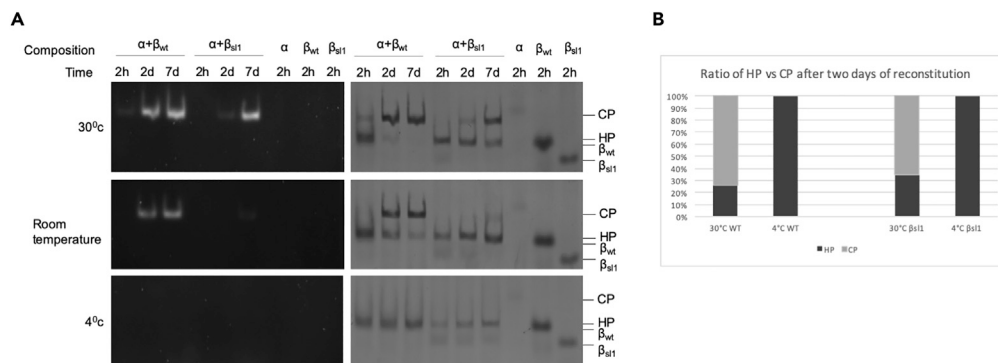 A
B
Composition α+βwt α+βsl1 α βwt βsl1 α+βwt α+βsl1 α βwt βsl1
Time 2h 2d 7d 2h 2d 7d 2h 2h 2h 2h 2d 7d 2h 2d 7d 2h 2h 2h
30⁰c
CP
HP
βwt
βsl1
Room
temperature
CP
HP
βwt
βsl1
4⁰c
CP
HP
βwt
βsl1
Ratio of HP vs CP after two days of reconstitution
100%
90%
80%
70%
60%
50%
40%
30%
20%
10%
0%
30°C WT 4°C WT 30°C βsl1 4°C βsl1
HP CP